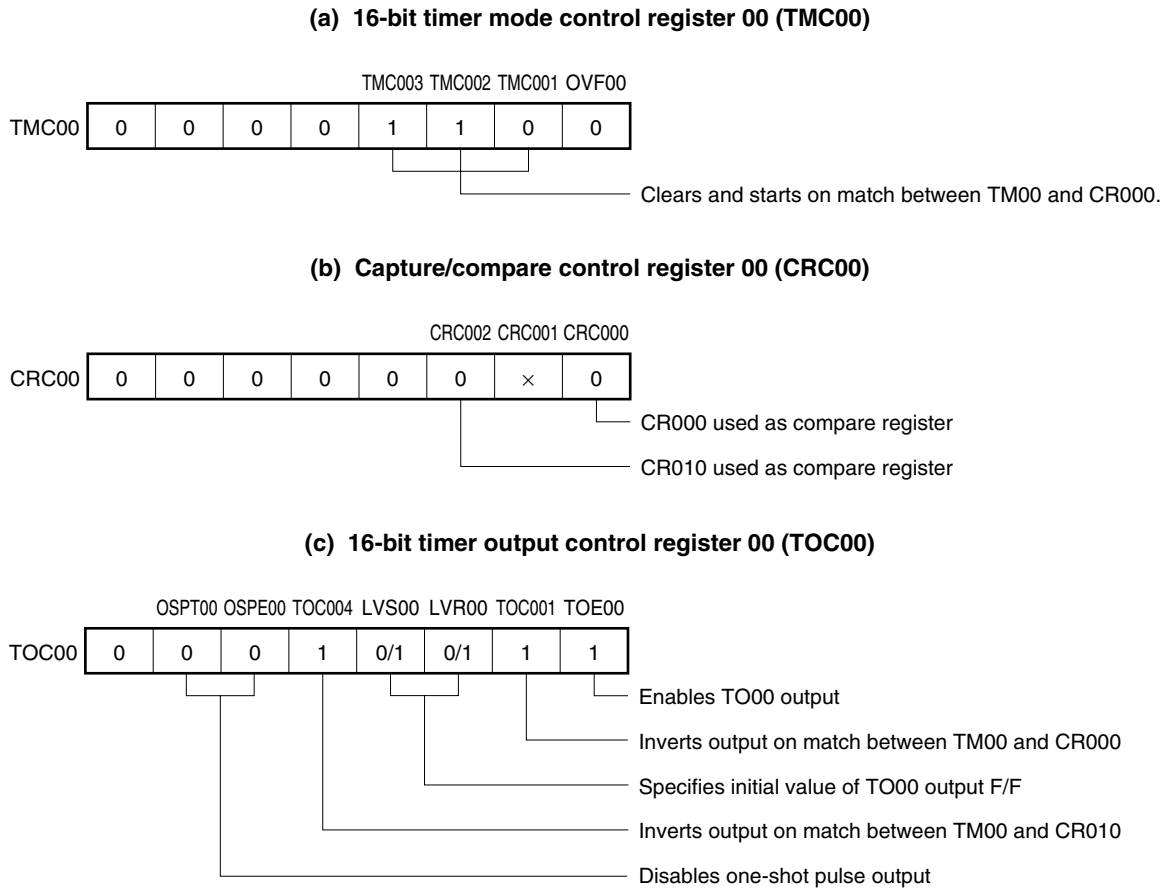 (a) 16-bit timer mode control register 00 (TMC00)
TMC003 TMC002 TMC001 OVF00
TMC00 0 0 0 0 1 1 0 0
Clears and starts on match between TM00 and CR000.
(b) Capture/compare control register 00 (CRC00)
CRC002 CRC001 CRC000
CRC00 0 0 0 0 0 0 × 0
CR000 used as compare register
CR010 used as compare register
(c) 16-bit timer output control register 00 (TOC00)
OSPT00 OSPE00 TOC004 LVS00 LVR00 TOC001 TOE00
TOC00 0 0 0 1 0/1 0/1 1 1
Enables TO00 output
Inverts output on match between TM00 and CR000
Specifies initial value of TO00 output F/F
Inverts output on match between TM00 and CR010
Disables one-shot pulse output